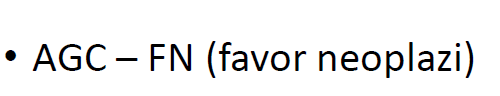 • AGC – FN (favor neoplazi)